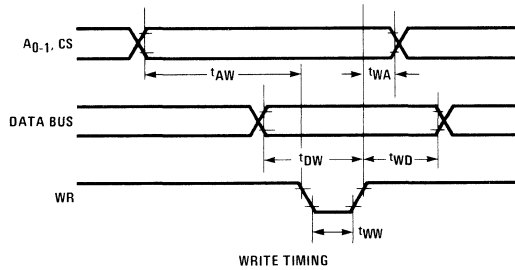 A0-1, CS
tAW
tWA
DATA BUS
tDW
tWD
WR
tWW
WRITE TIMING